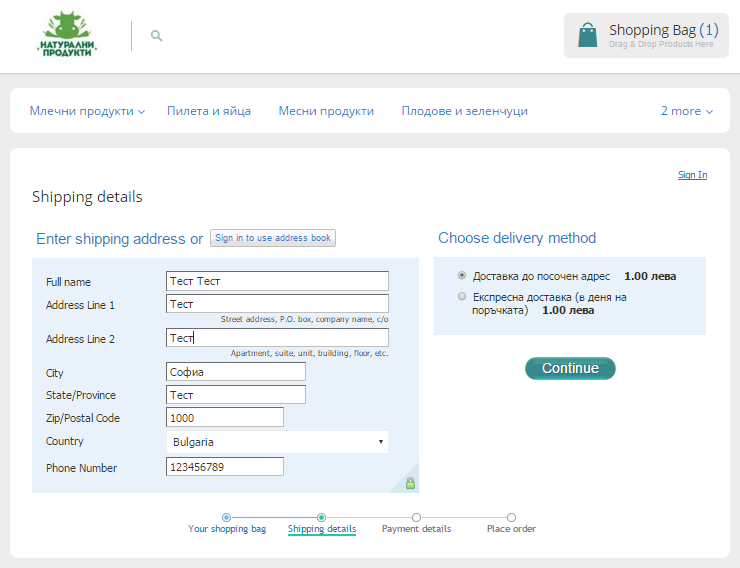 НАТУРАЛНИ
ПРОДУКТИ
Shopping Bag (1)
Drag & Drop Products Here
Млечни продукти
Пилета и яйца
Месни продукти
Плодове и зеленчуци
2 more
Sign In
Shipping details
Enter shipping address or Sign in to use address book
Full name Тест Тест
Address Line 1 Тест
Street address, P.O. box, company name, c/o
Address Line 2 Тест
Apartment, suite, unit, building, floor, etc.
City София
State/Province Тест
Zip/Postal Code 1000
Country Bulgaria
Phone Number 123456789
Choose delivery method
Доставка до посочен адрес 1.00 лева
Експресна доставка (в деня на
поръчката) 1.00 лева
Continue
Your shopping bag
Shipping details
Payment details
Place order